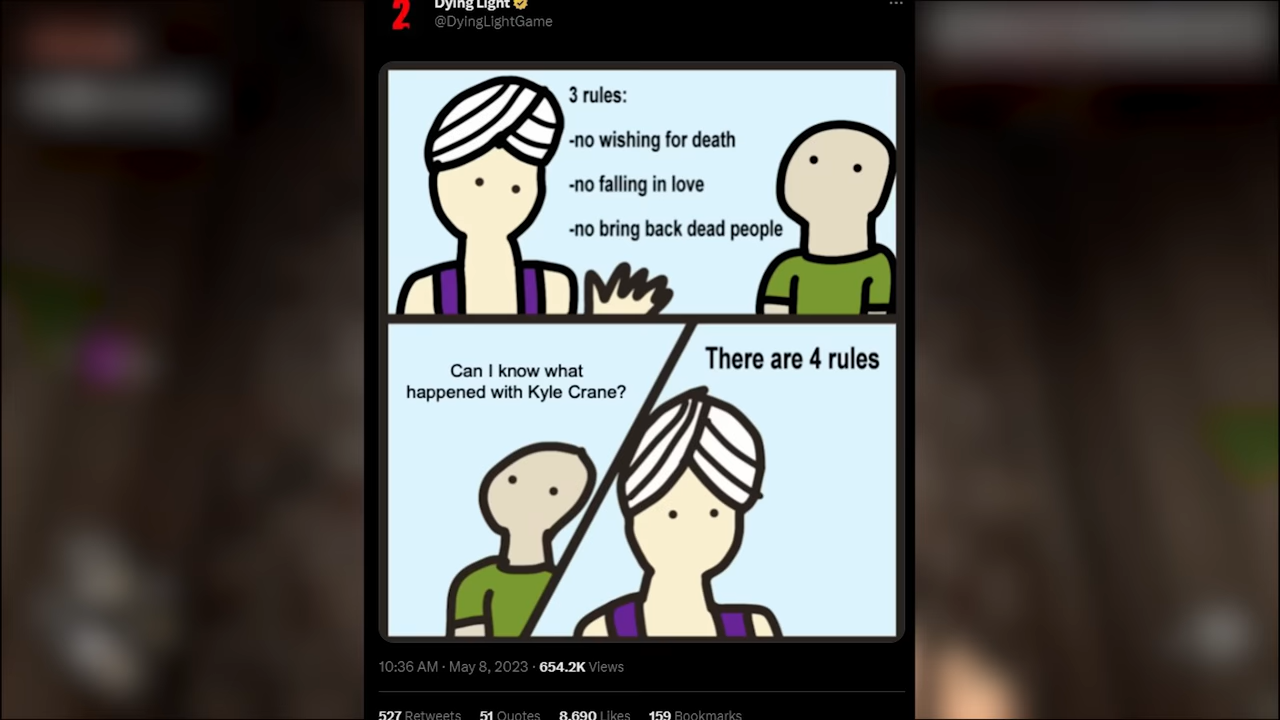 2
Dying Light
@DyingLightGame
3 rules:
-no wishing for death
-no falling in love
-no bring back dead people
Can I know what
happened with Kyle Crane?
There are 4 rules
10:36 AM · May 8, 2023 · 654.2K Views
527 Retweets 51 Quotes 8,690 Likes 159 Bookmarks